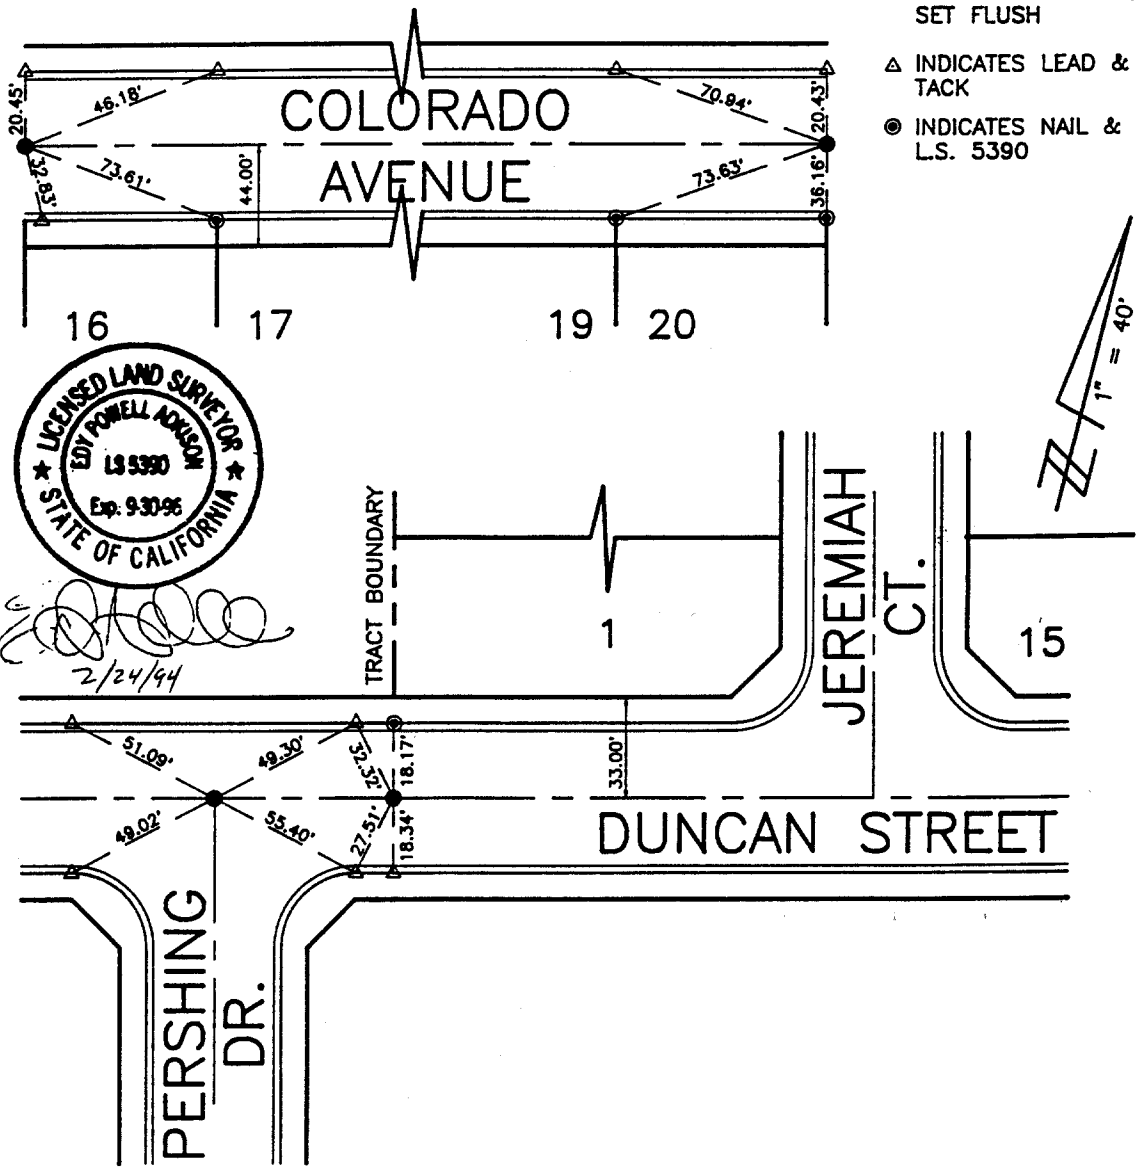 SET FLUSH
INDICATES LEAD &
TACK
INDICATES NAIL &
L.S. 5390
20.45'
46.18'
COLORADO
70.94'
20.43'
32.83'
73.61'
44.00'
AVENUE
73.63'
36.16'
16
17
19
20
1" = 40'
LICENSED LAND SURVEYOR
EDY POWELL ADKISON
LS 5390
Exp. 9-30-96
STATE OF CALIFORNIA
2/24/94
TRACT BOUNDARY
1
JEREMIAH
CT.
15
51.09'
49.30'
32.32'
18.17'
33.00'
49.02'
55.40'
27.51'
18.34'
DUNCAN STREET
PERSHING
DR.